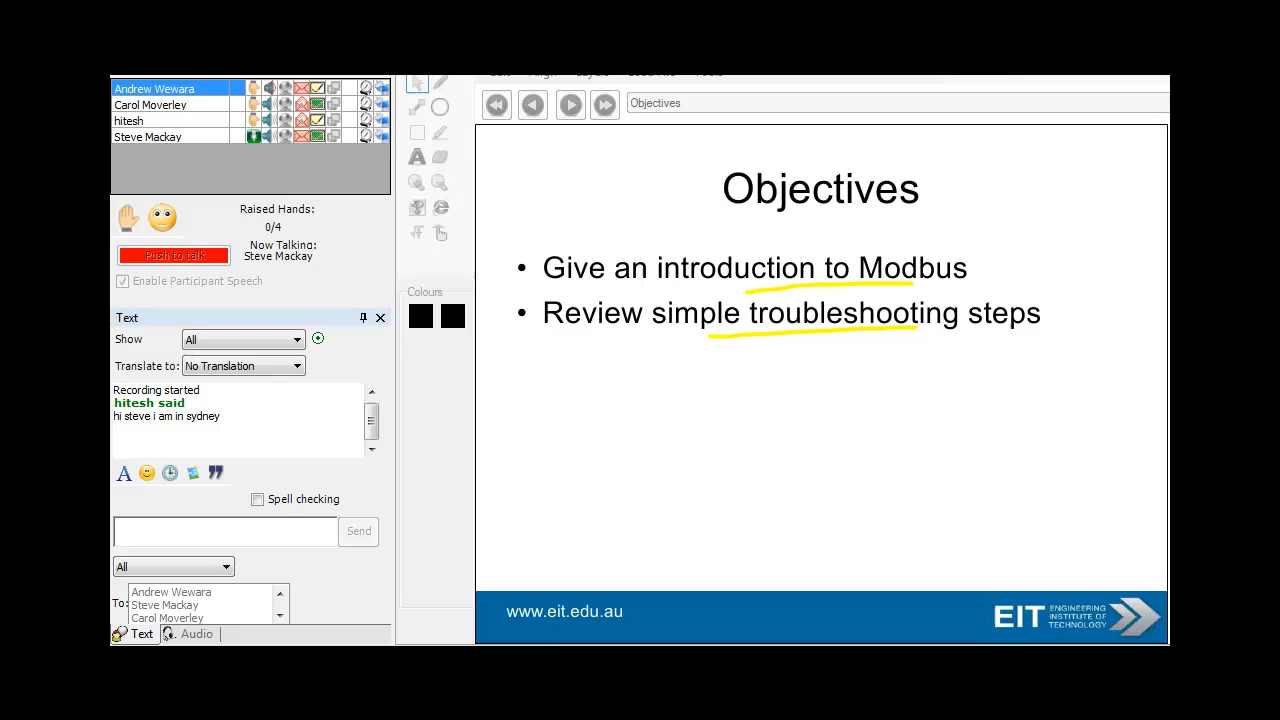 Andrew Wewara
Carol Moverley
hitesh
Steve Mackay
Raised Hands:
0/4
Now Talking:
Steve Mackay
Push to talk
Enable Participent Speech
Text
Show
All
Translate to:
No Translation
Recording started
hitesh said
hi steve i am in sydney
Spell checking
Send
All
To:
Andrew Wewara
Steve Mackay
Carol Moverley
Text
Audio
Colours
Objectives
Objectives
• Give an introduction to Modbus
• Review simple troubleshooting steps
www.eit.edu.au
EIT
ENGINEERING
INSTITUTE OF
TECHNOLOGY